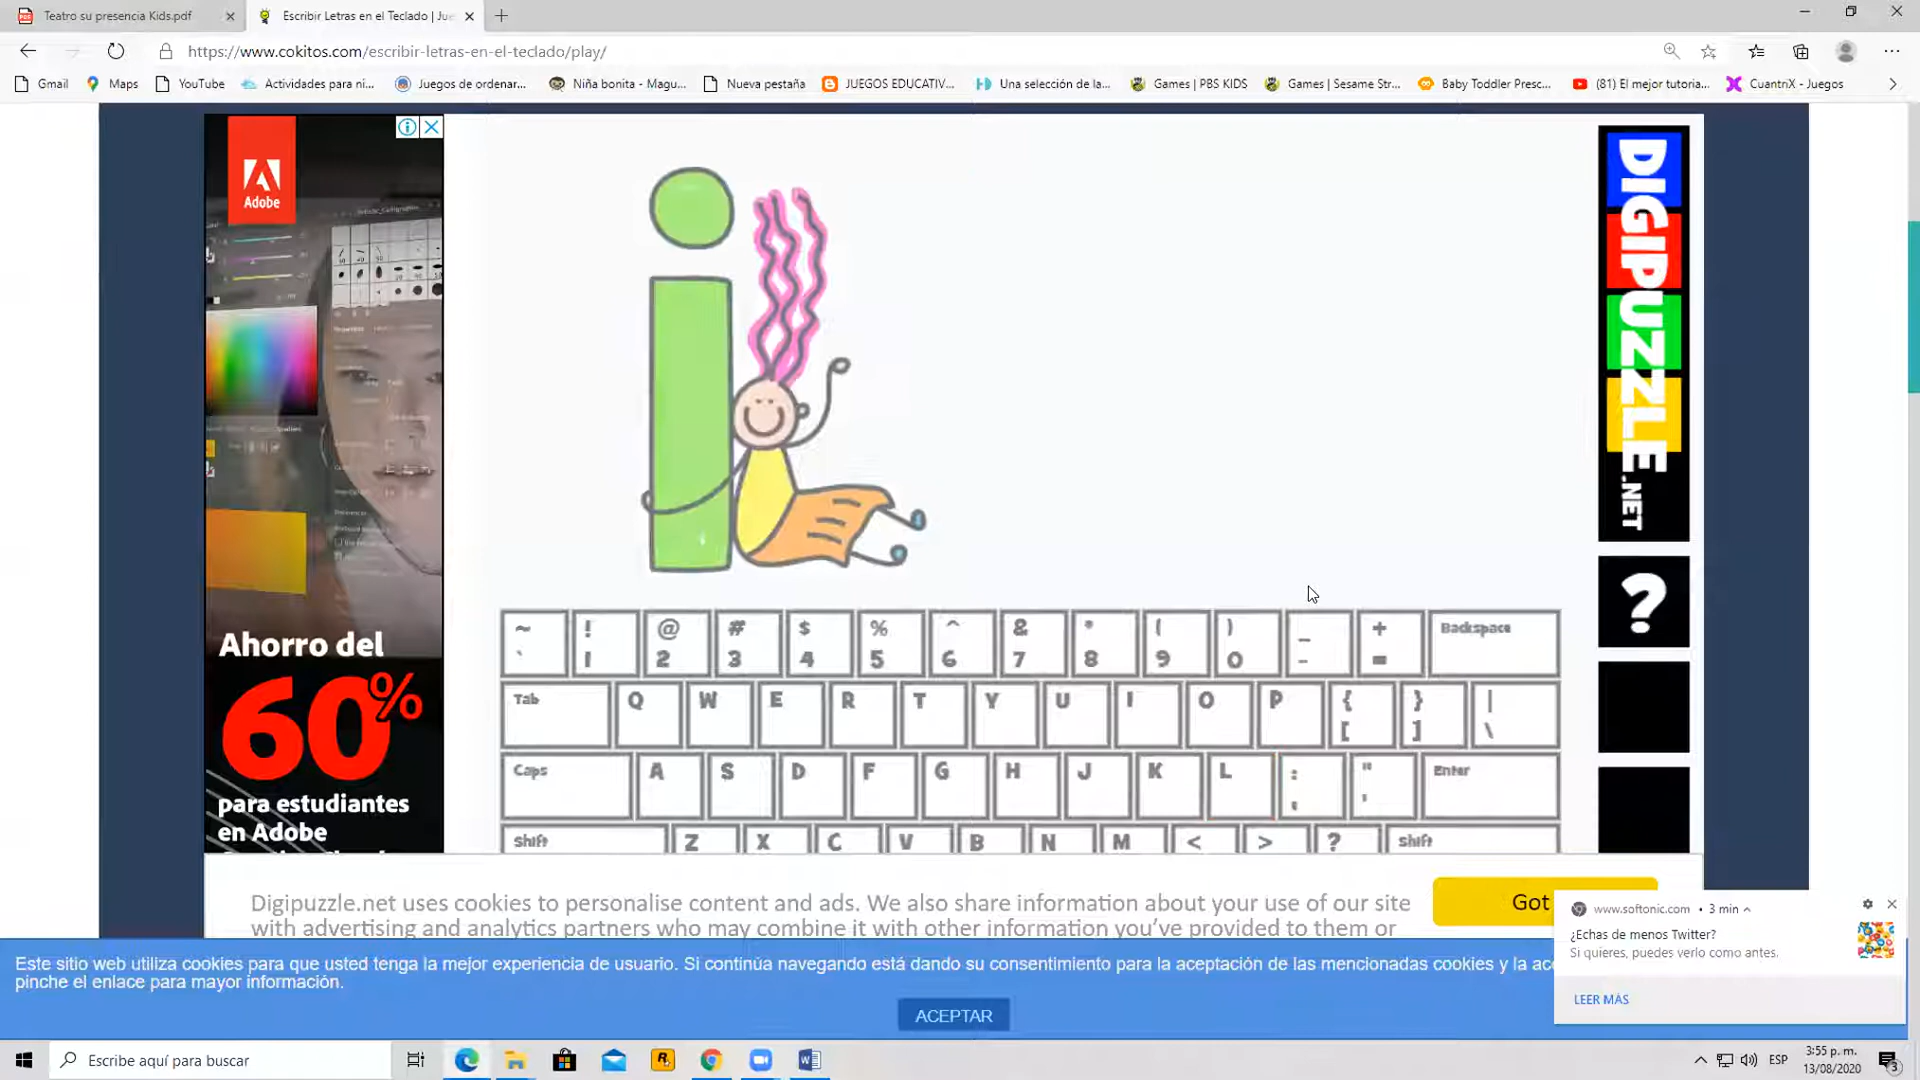 Teatro su presencia Kids.pdf
Escribir Letras en el Teclado | Jue
https://www.cokitos.com/escribir-letras-en-el-teclado/play/
Gmail
Maps
YouTube
Actividades para ni...
Juegos de ordenar...
Niña bonita - Magu...
Nueva pestaña
JUEGOS EDUCATIV...
Una selección de la...
Games | PBS KIDS
Games | Sesame Str...
Baby Toddler Presc...
(81) El mejor tutoria...
CuantriX - Juegos
Adobe
Ahorro del
60%
para estudiantes
en Adobe
i
DIGIPUZZLE.NET
?
~ ! @ # $ % ^ & * ( ) _ + Backspace
` 1 2 3 4 5 6 7 8 9 0 - =
Tab Q W E R T Y U I O P { } |
[ ] \
Caps A S D F G H J K L : " Enter
; '
Shift Z X C V B N M < > ? Shift
Digipuzzle.net uses cookies to personalise content and ads. We also share information about your use of our site
with advertising and analytics partners who may combine it with other information you've provided to them or
Got
www.softonic.com • 3 min
¿Echas de menos Twitter?
Si quieres, puedes verlo como antes.
LEER MÁS
Este sitio web utiliza cookies para que usted tenga la mejor experiencia de usuario. Si continúa navegando está dando su consentimiento para la aceptación de las mencionadas cookies y la ace
pinche el enlace para mayor información.
ACEPTAR
Escribe aquí para buscar
ESP
3:55 p. m.
13/08/2020
3